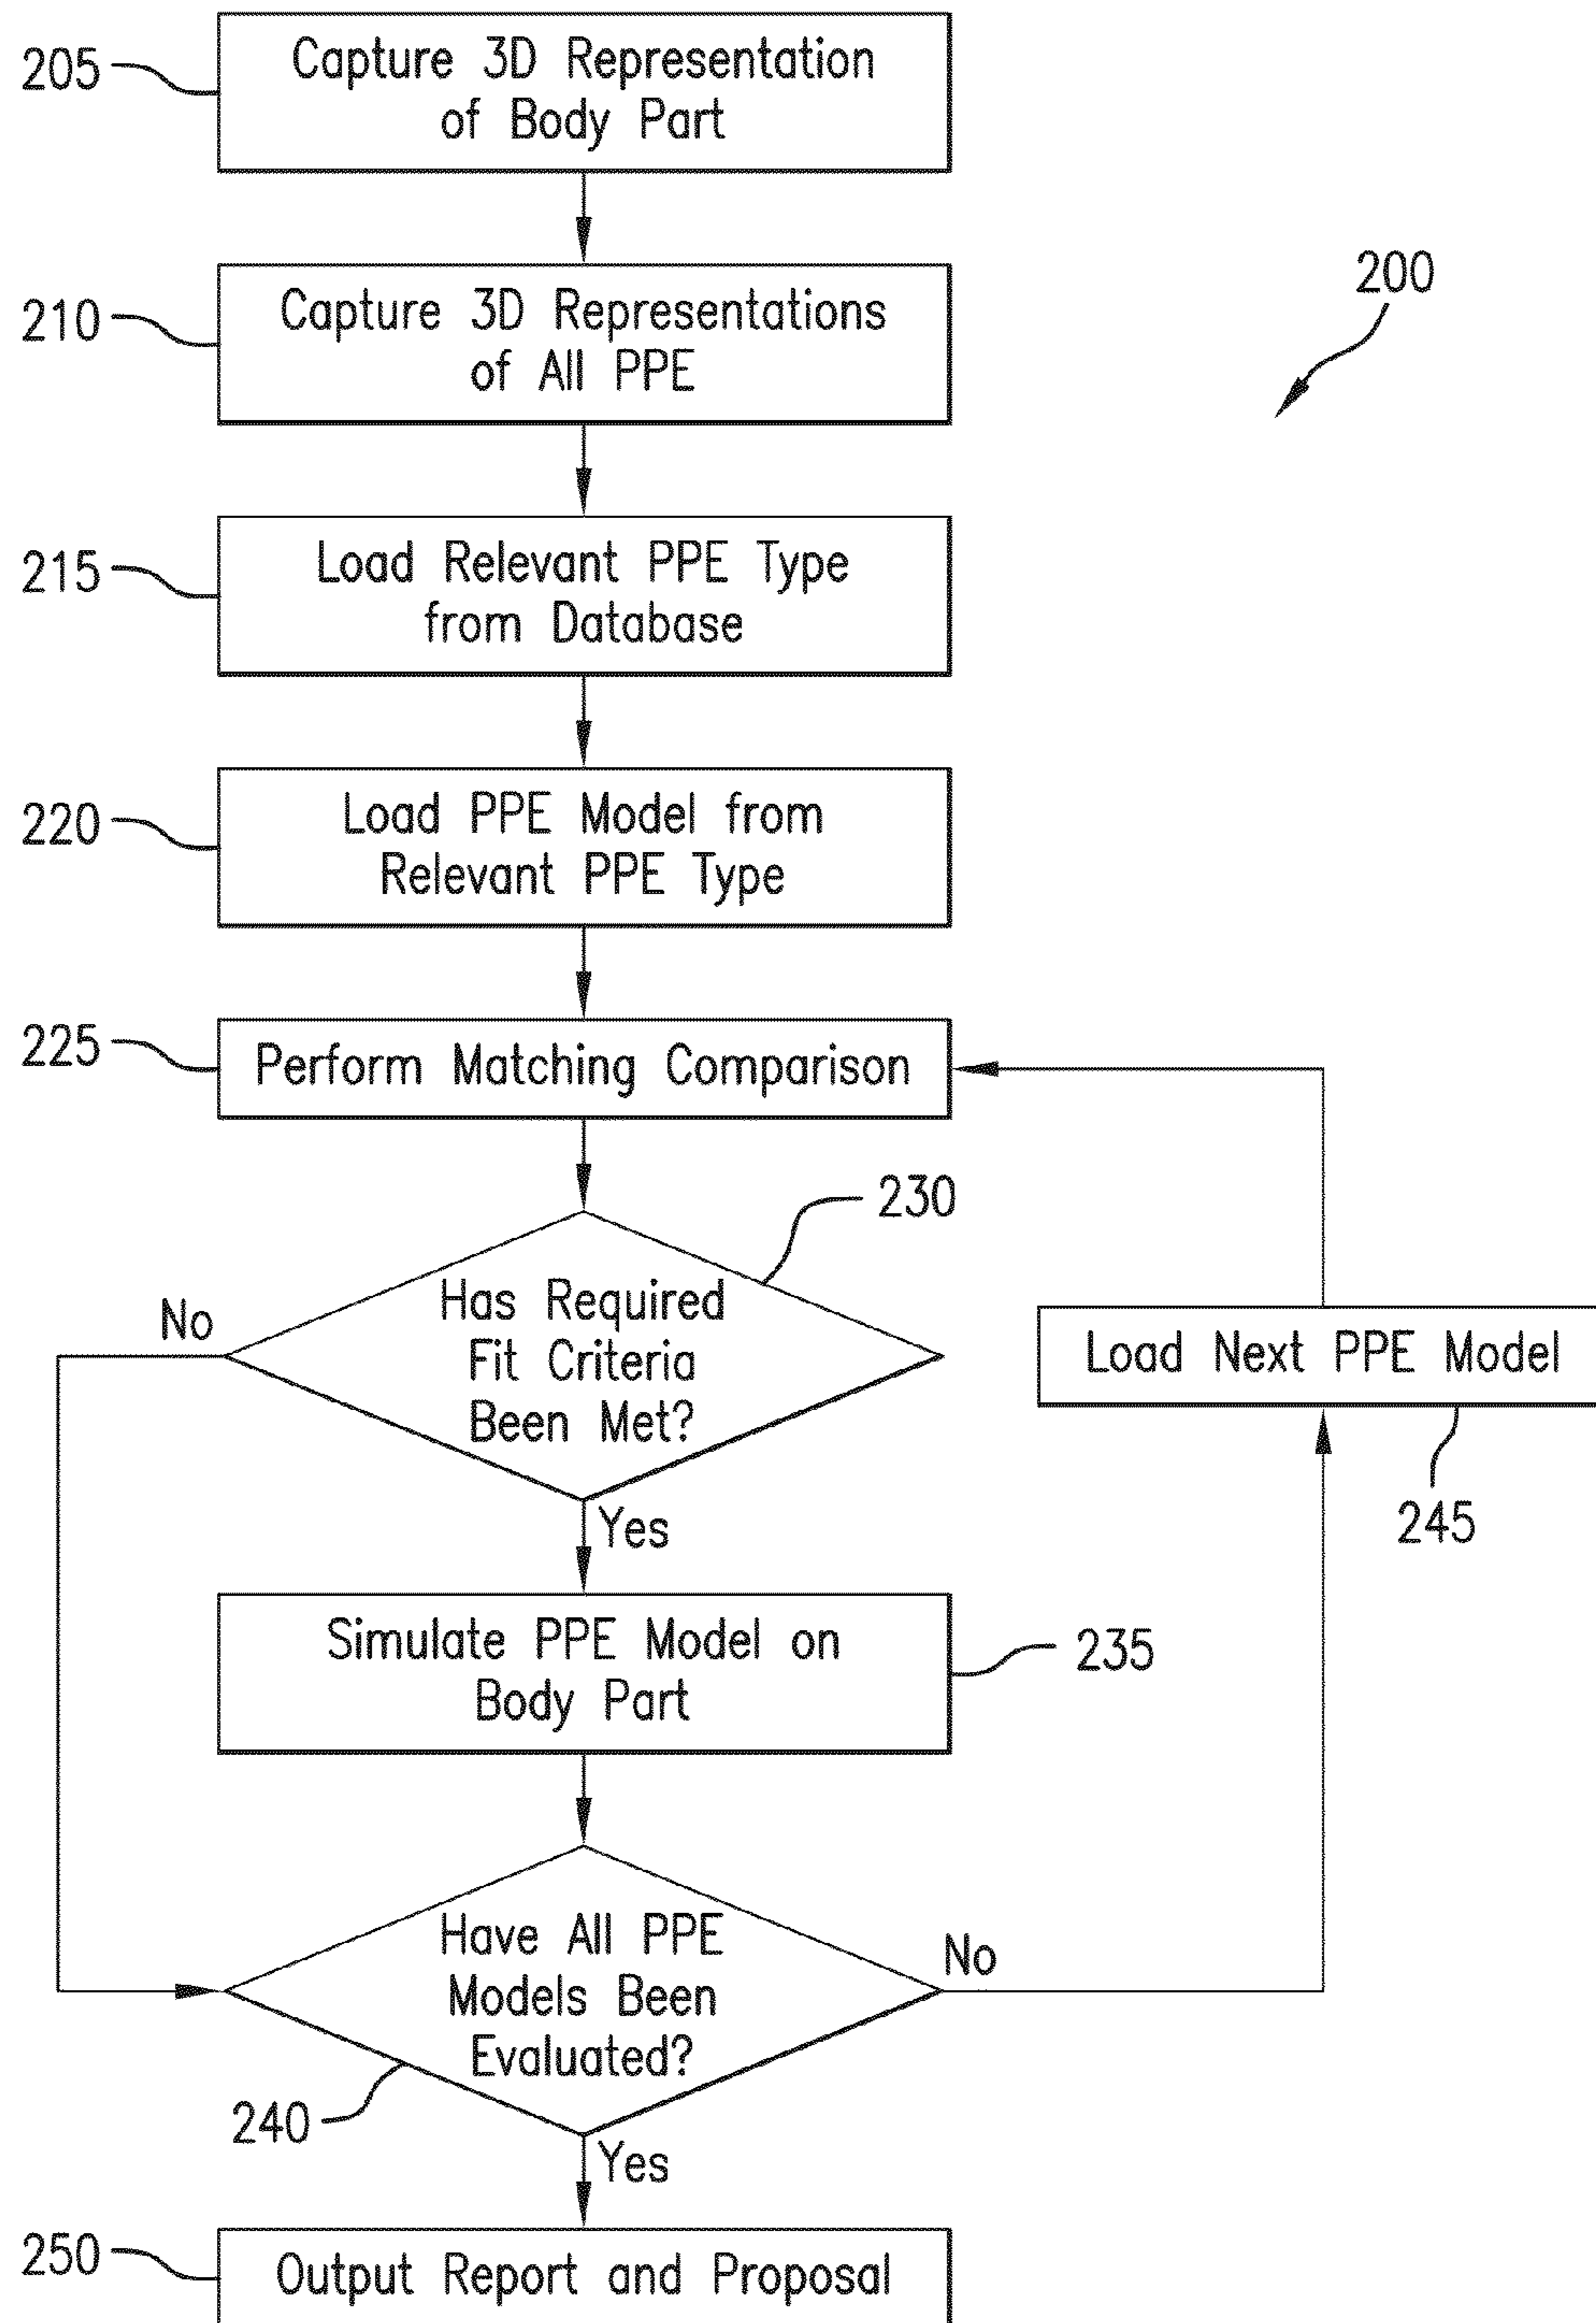 205
Capture 3D Representation
of Body Part
200
210
Capture 3D Representations
of All PPE
215
Load Relevant PPE Type
from Database
220
Load PPE Model from
Relevant PPE Type
225
Perform Matching Comparison
230
Has Required
Fit Criteria
Been Met?
No
Yes
Load Next PPE Model
245
Simulate PPE Model on
Body Part
235
Have All PPE
Models Been
Evaluated?
No
240
Yes
250
Output Report and Proposal